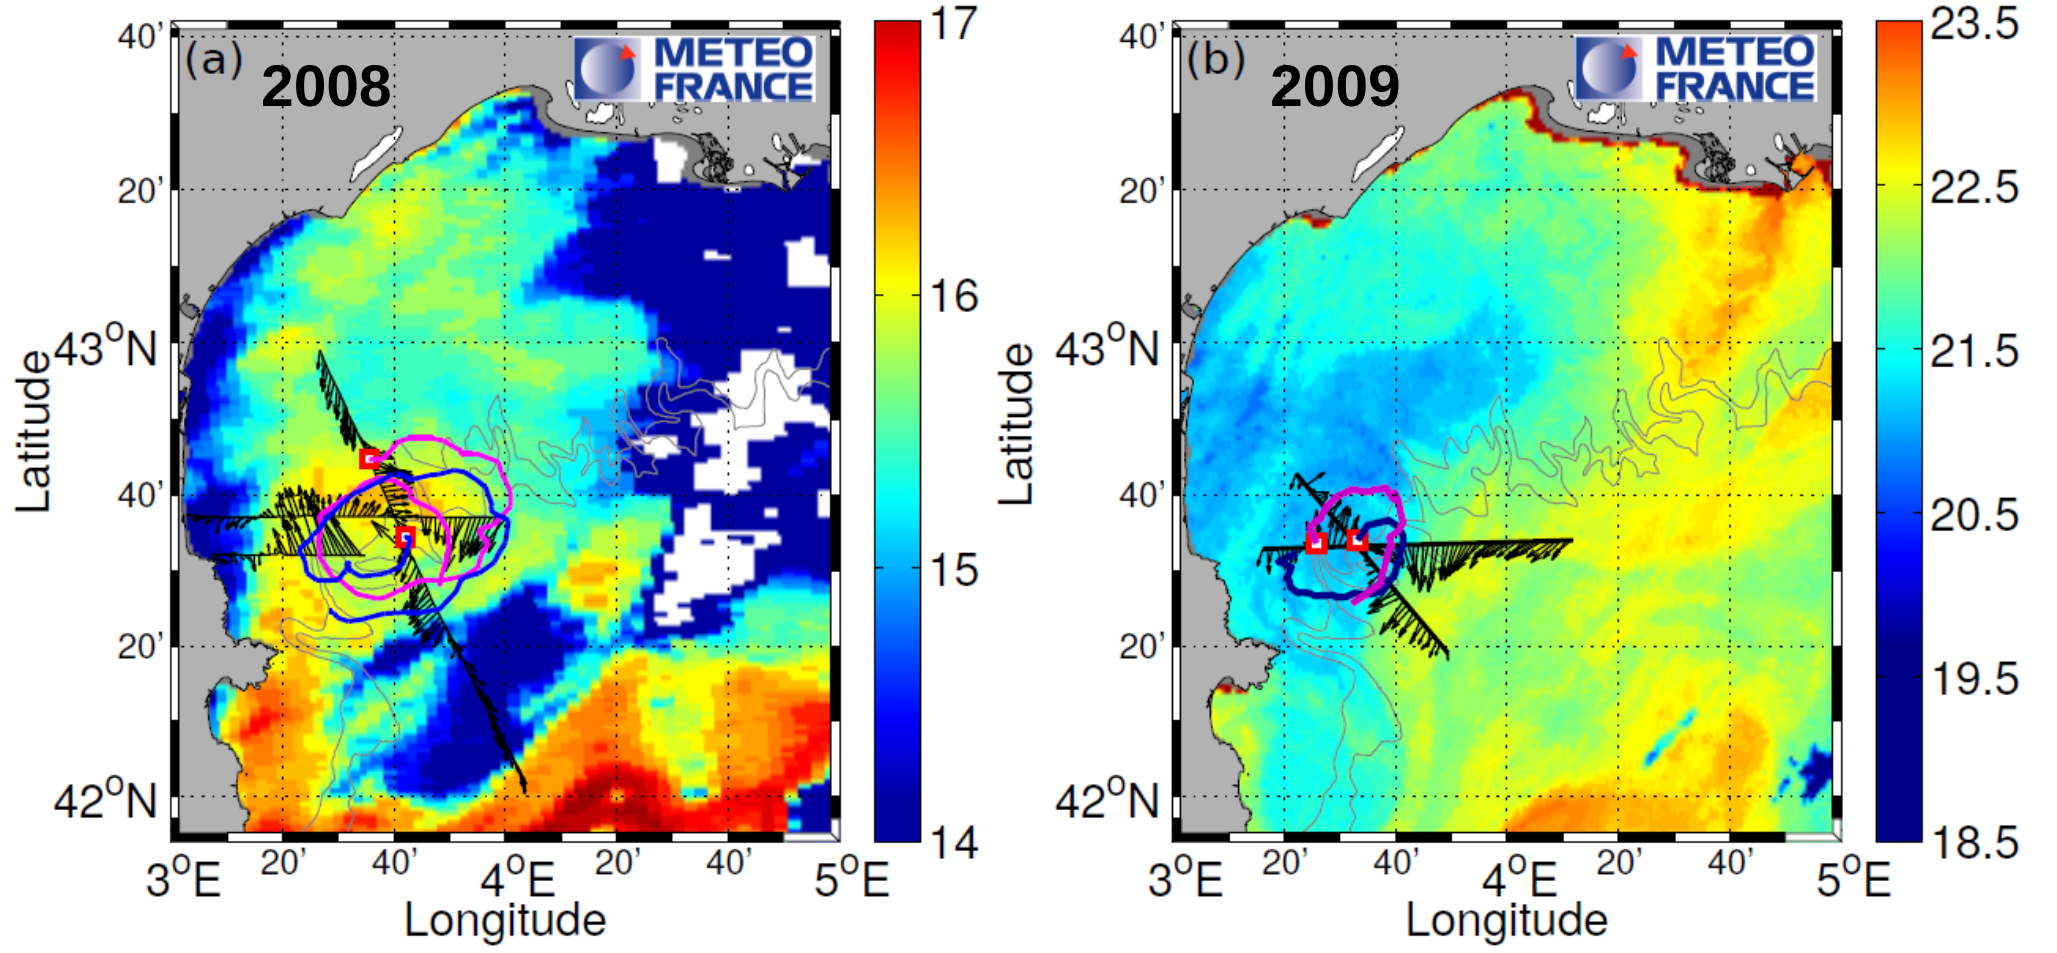 (a)
2008
METEO
FRANCE
40'
20'
43°N
40'
20'
42°N
3°E
20'
40'
4°E
20'
40'
5°E
Latitude
Longitude
17
16
15
14
(b)
2009
METEO
FRANCE
40'
20'
43°N
40'
20'
42°N
3°E
20'
40'
4°E
20'
40'
5°E
Latitude
Longitude
23.5
22.5
21.5
20.5
19.5
18.5